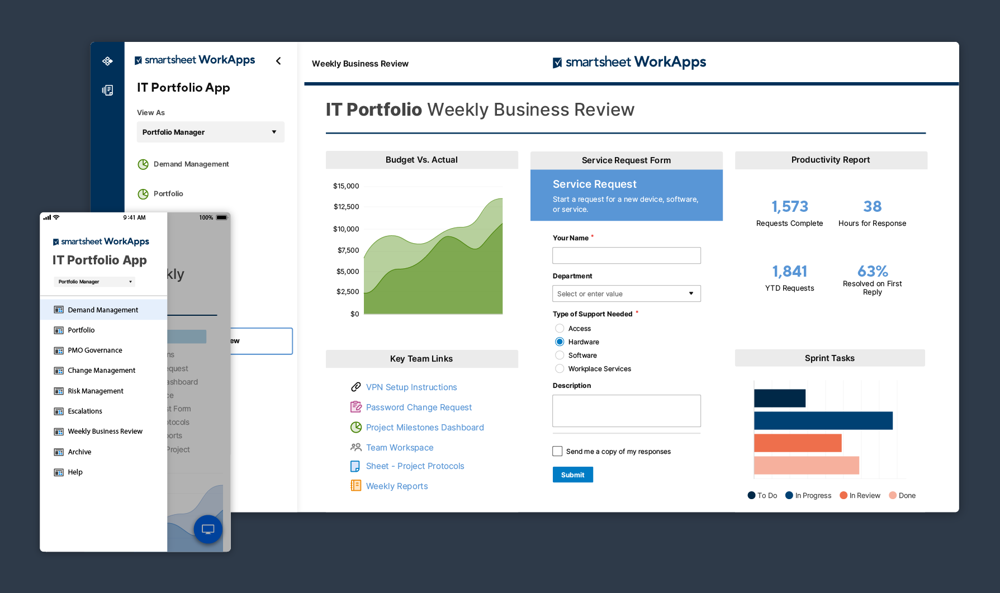 smartsheet WorkApps
IT Portfolio App
View As
Portfolio Manager
Demand Management
Portfolio
Weekly Business Review
smartsheet WorkApps
IT Portfolio Weekly Business Review
Budget Vs. Actual
$15,000
$12,500
$10,000
$7,500
$5,000
$2,500
$0
Key Team Links
VPN Setup Instructions
Password Change Request
Project Milestones Dashboard
Team Workspace
Sheet - Project Protocols
Weekly Reports
Service Request Form
Service Request
Start a request for a new device, software,
or service.
Your Name *
Department
Select or enter value
Type of Support Needed *
Access
Hardware
Software
Workplace Services
Description
Send me a copy of my responses
Submit
Productivity Report
1,573
Requests Complete
38
Hours for Response
1,841
YTD Requests
63%
Resolved on First
Reply
Sprint Tasks
To Do In Progress In Review Done
9:41 AM 100%
smartsheet WorkApps
IT Portfolio App
Portfolio Manager
Demand Management
Portfolio
PMO Governance
Change Management
Risk Management
Escalations
Weekly Business Review
Archive
Help
kly
ew
ns
equest
ashboard
ce
st Form
otocols
ports
Project